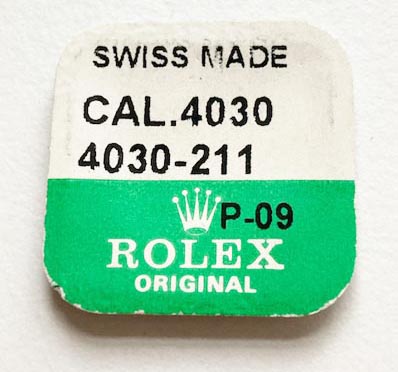 SWISS MADE
CAL.4030
4030-211
P-09
ROLEX
ORIGINAL